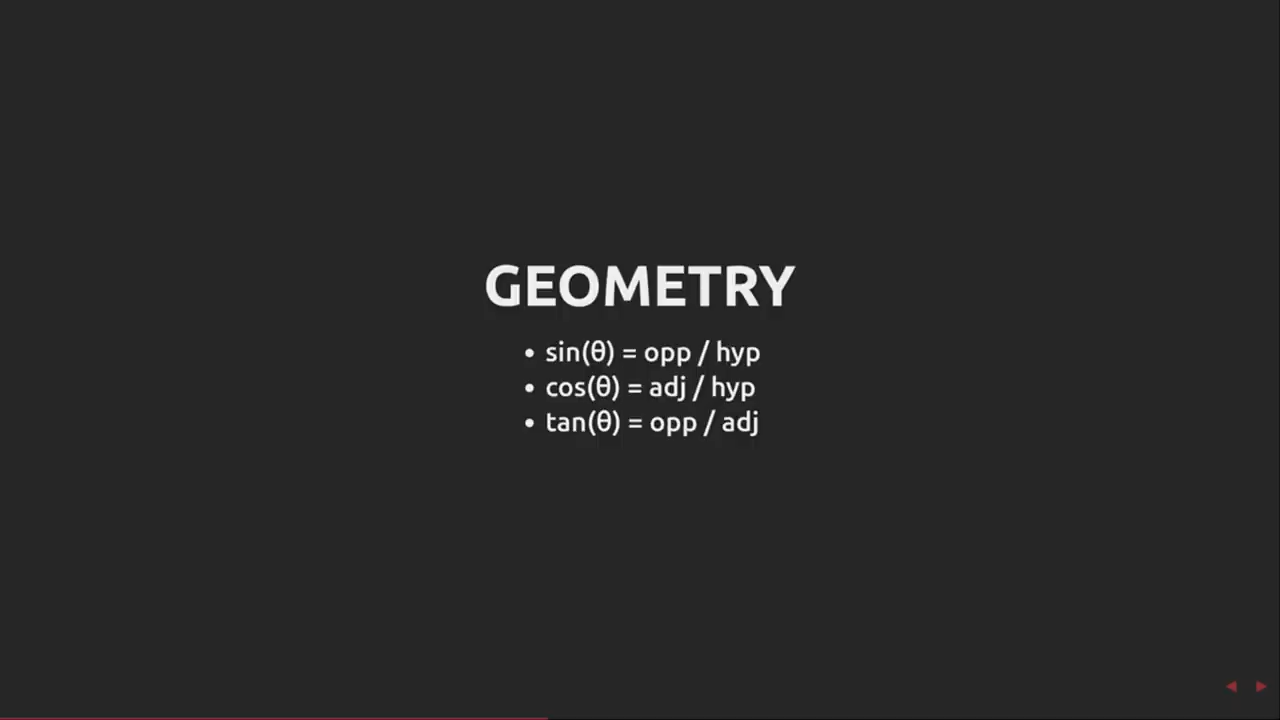 GEOMETRY
• sin(θ) = opp / hyp
• cos(θ) = adj / hyp
• tan(θ) = opp / adj